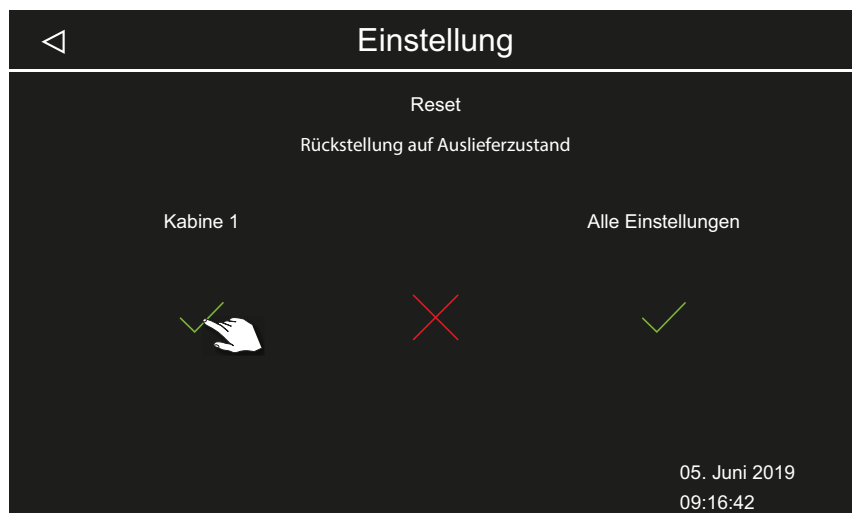 Einstellung
Reset
Rückstellung auf Auslieferzustand
Kabine 1
Alle Einstellungen
05. Juni 2019
09:16:42